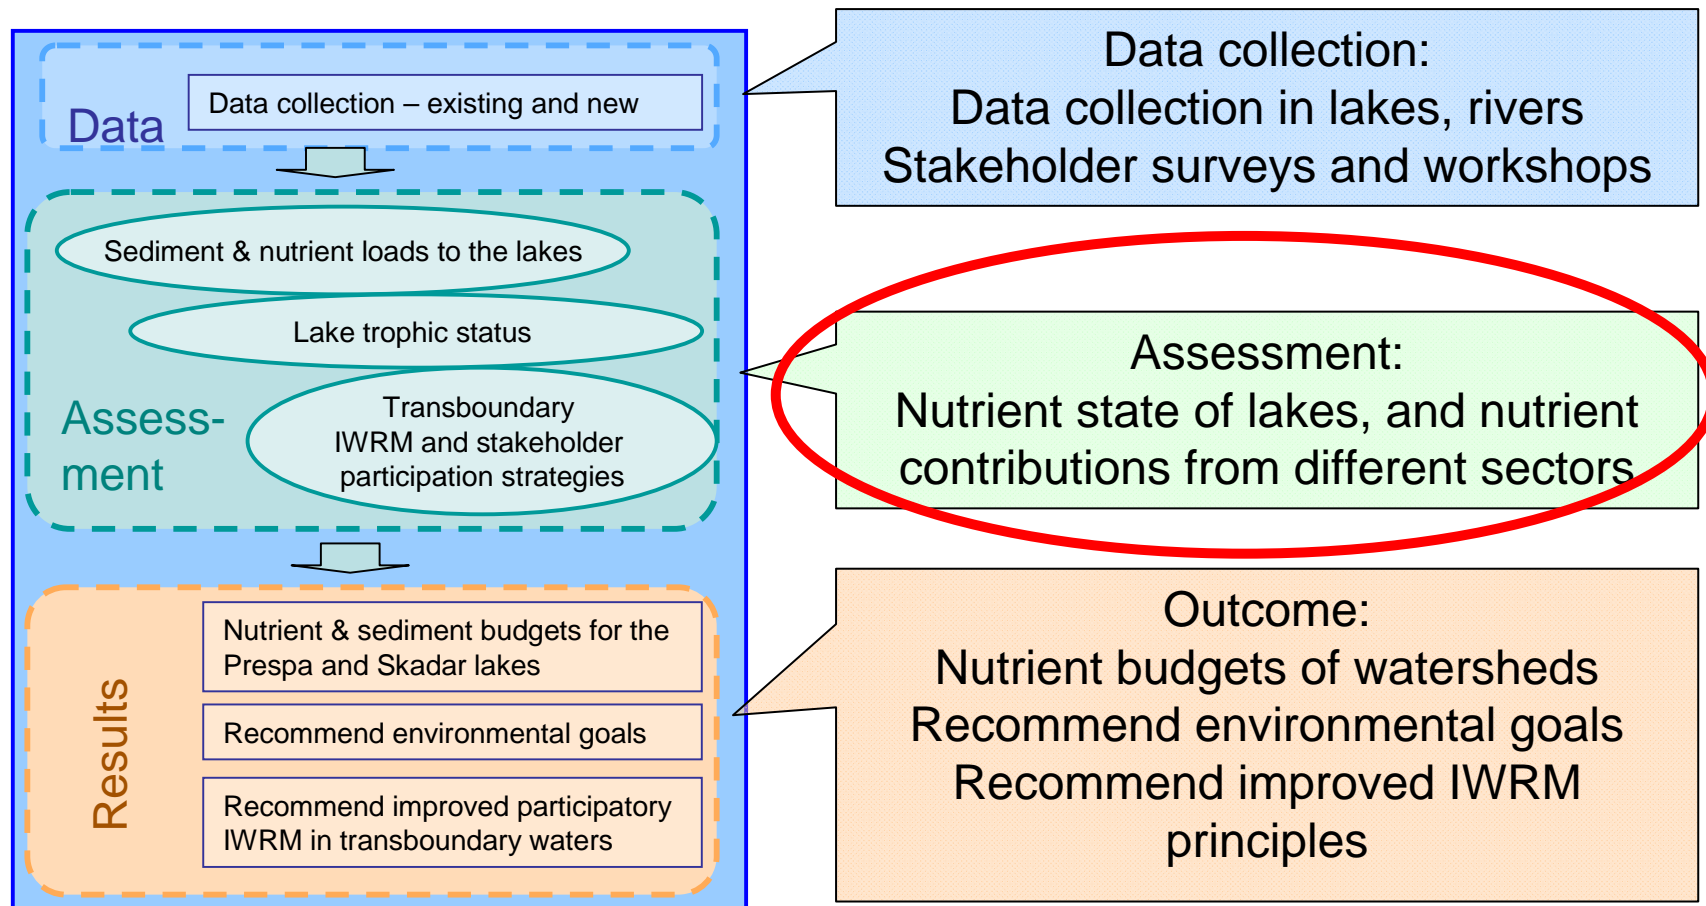 Data
Data collection – existing and new
Assess-
ment
Sediment & nutrient loads to the lakes
Lake trophic status
Transboundary
IWRM and stakeholder
participation strategies
Results
Nutrient & sediment budgets for the
Prespa and Skadar lakes
Recommend environmental goals
Recommend improved participatory
IWRM in transboundary waters
Data collection:
Data collection in lakes, rivers
Stakeholder surveys and workshops
Assessment:
Nutrient state of lakes, and nutrient
contributions from different sectors
Outcome:
Nutrient budgets of watersheds
Recommend environmental goals
Recommend improved IWRM
principles